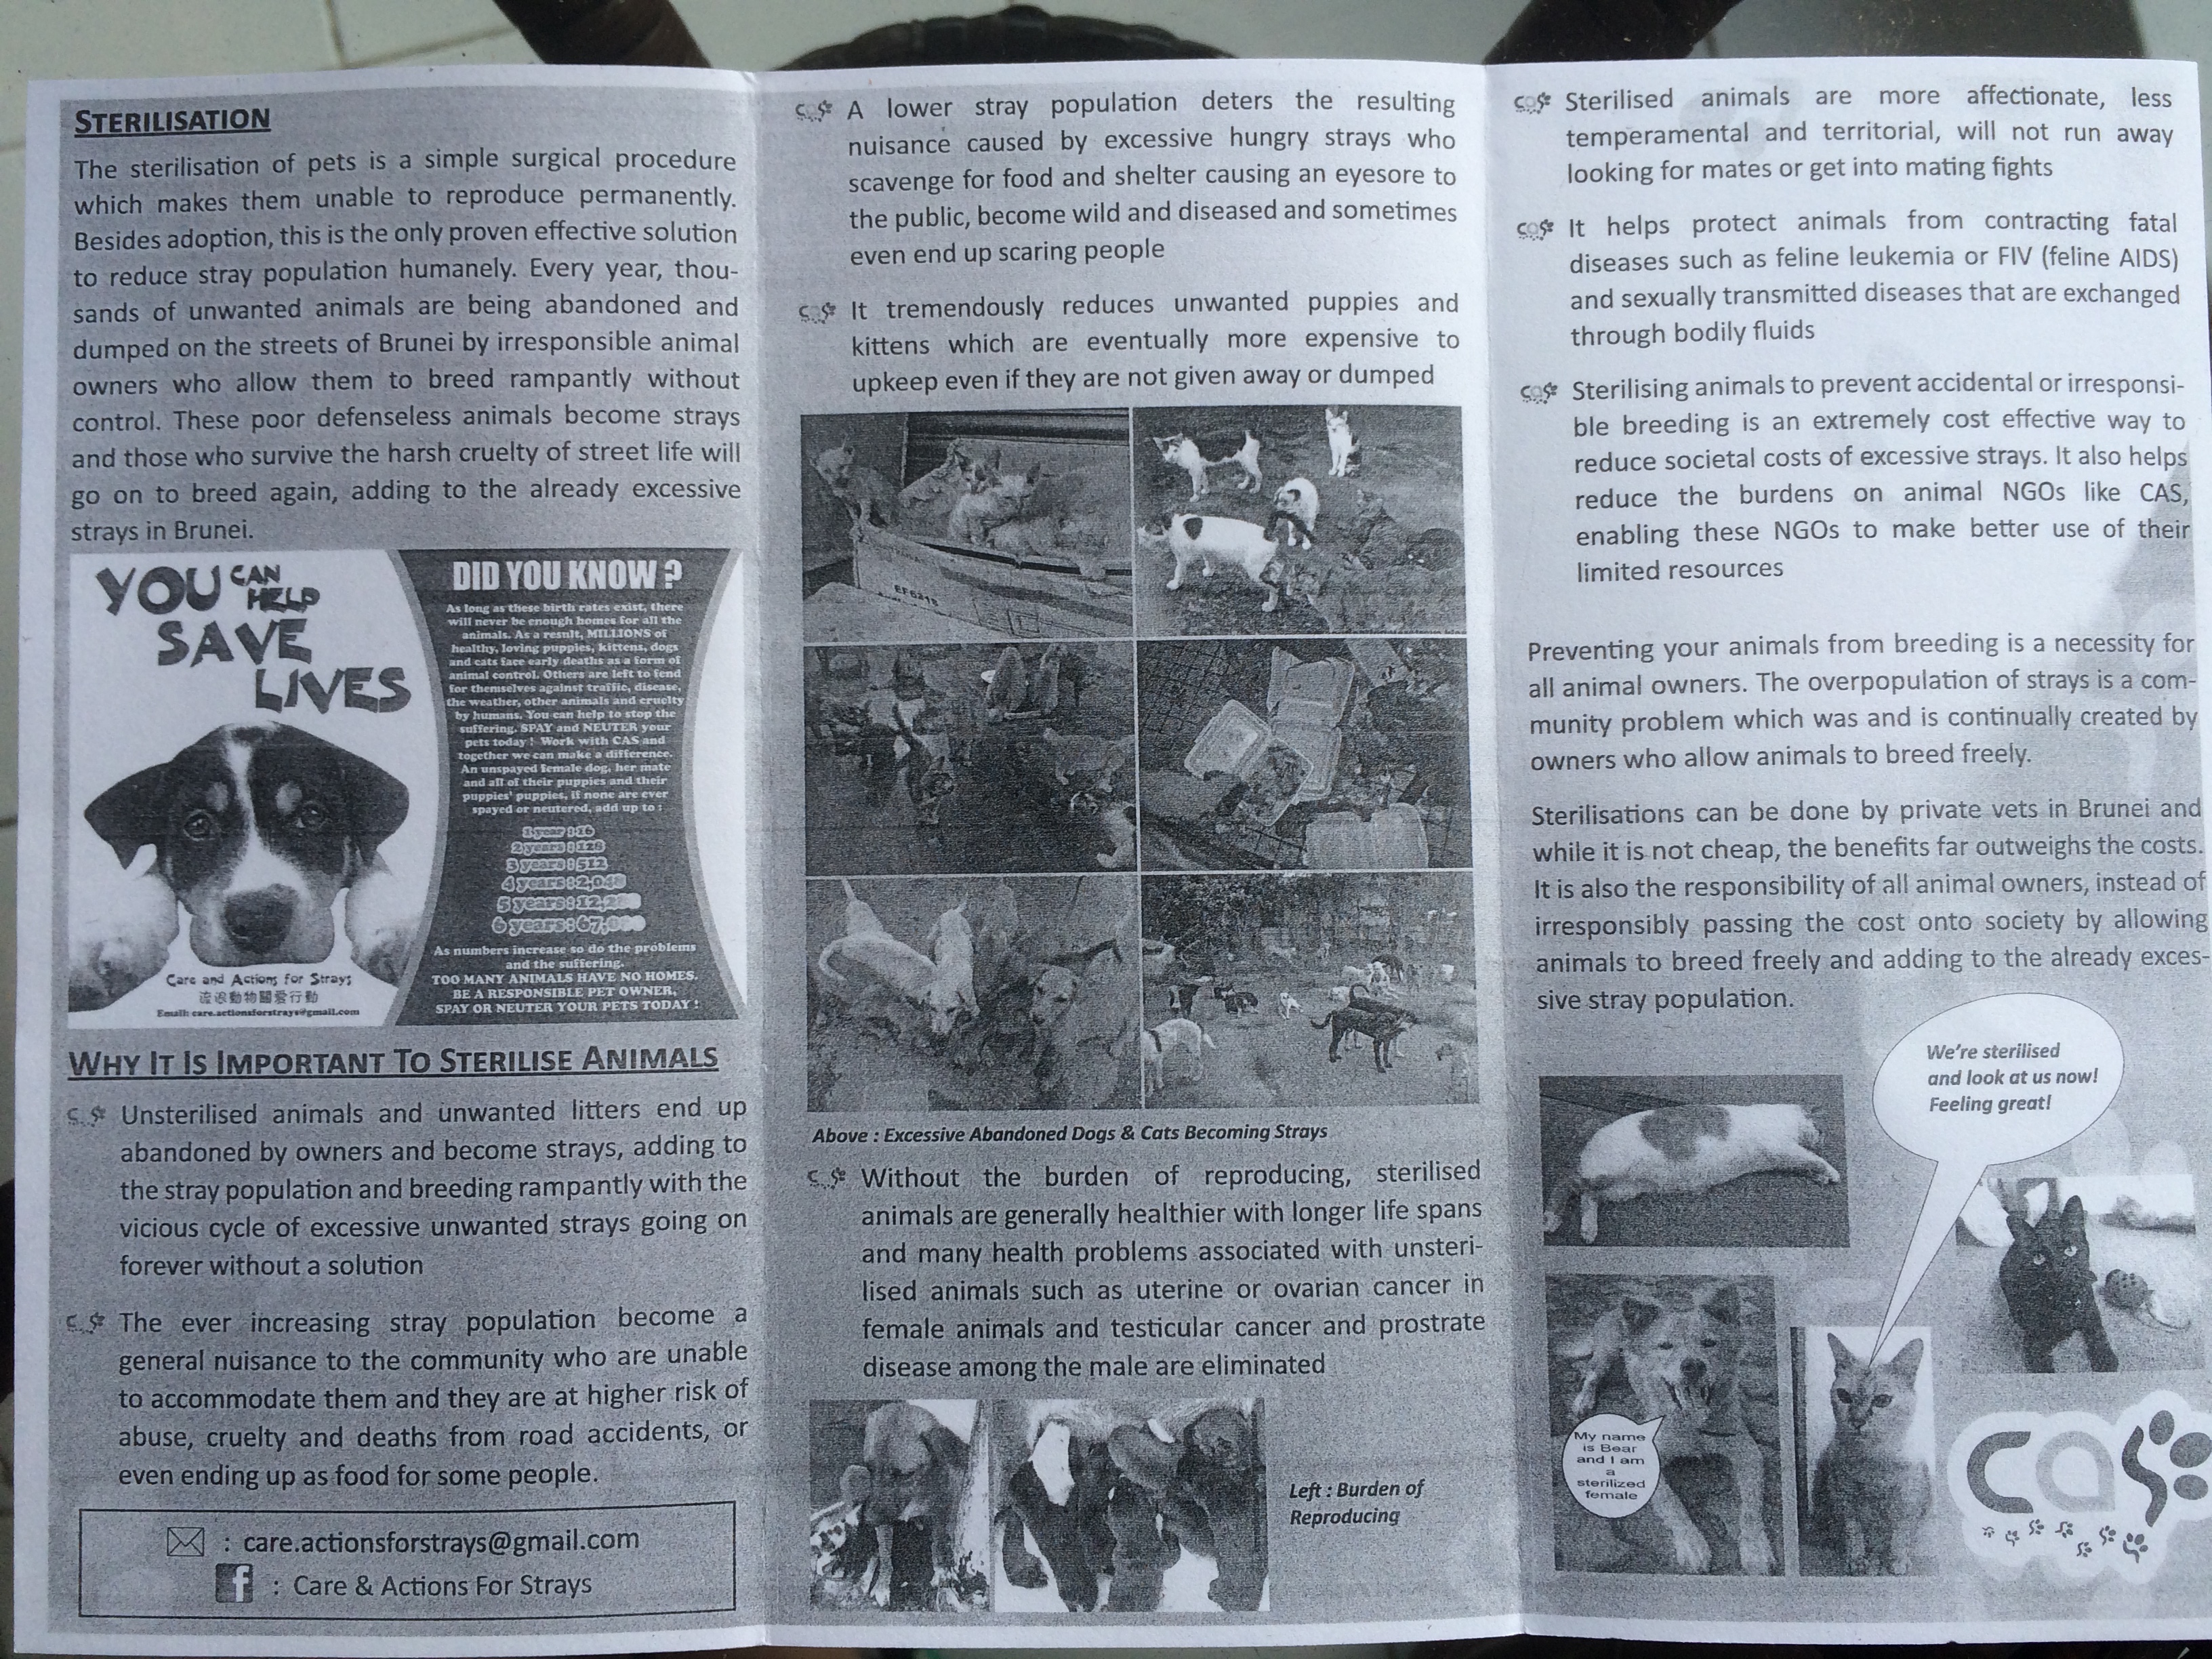 STERILISATION
The sterilisation of pets is a simple surgical procedure
which makes them unable to reproduce permanently.
Besides adoption, this is the only proven effective solution
to reduce stray population humanely. Every year, thou-
sands of unwanted animals are being abandoned and
dumped on the streets of Brunei by irresponsible animal
owners who allow them to breed rampantly without
control. These poor defenseless animals become strays
and those who survive the harsh cruelty of street life will
go on to breed again, adding to the already excessive
strays in Brunei.
YOU CAN
HELP
SAVE
LIVES
Care and Actions for Strays
流浪動物關愛行動
Email: care.actionsforstrays@gmail.com
DID YOU KNOW ?
As long as these birth rates exist, there
will never be enough homes for all the
animals. As a result, MILLIONS of
healthy, loving puppies, kittens, dogs
and cats face early deaths as a form of
animal control. Others are left to fend
for themselves against traffic, disease,
the weather, other animals and cruelty
by humans. You can help to stop the
suffering. SPAY and NEUTER your
pets today ! Work with CAS and
together we can make a difference.
An unspayed female dog, her mate
and all of their puppies and their
puppies' puppies, if none are ever
spayed or neutered, add up to :
1 year : 16
2 years : 128
3 years : 512
4 years : 2,048
5 years :
6 years :
As numbers increase so do the problems
and the suffering.
TOO MANY ANIMALS HAVE NO HOMES.
BE A RESPONSIBLE PET OWNER,
SPAY OR NEUTER YOUR PETS TODAY !
WHY IT IS IMPORTANT TO STERILISE ANIMALS
Unsterilised animals and unwanted litters end up
abandoned by owners and become strays, adding to
the stray population and breeding rampantly with the
vicious cycle of excessive unwanted strays going on
forever without a solution
The ever increasing stray population become a
general nuisance to the community who are unable
to accommodate them and they are at higher risk of
abuse, cruelty and deaths from road accidents, or
even ending up as food for some people.
: care.actionsforstrays@gmail.com
f : Care & Actions For Strays
A lower stray population deters the resulting
nuisance caused by excessive hungry strays who
scavenge for food and shelter causing an eyesore to
the public, become wild and diseased and sometimes
even end up scaring people
It tremendously reduces unwanted puppies and
kittens which are eventually more expensive to
upkeep even if they are not given away or dumped
Above : Excessive Abandoned Dogs & Cats Becoming Strays
Without the burden of reproducing, sterilised
animals are generally healthier with longer life spans
and many health problems associated with unsteri-
lised animals such as uterine or ovarian cancer in
female animals and testicular cancer and prostrate
disease among the male are eliminated
Left : Burden of
Reproducing
Sterilised animals are more affectionate, less
temperamental and territorial, will not run away
looking for mates or get into mating fights
It helps protect animals from contracting fatal
diseases such as feline leukemia or FIV (feline AIDS)
and sexually transmitted diseases that are exchanged
through bodily fluids
Sterilising animals to prevent accidental or irresponsi-
ble breeding is an extremely cost effective way to
reduce societal costs of excessive strays. It also helps
reduce the burdens on animal NGOs like CAS,
enabling these NGOs to make better use of their
limited resources
Preventing your animals from breeding is a necessity for
all animal owners. The overpopulation of strays is a com-
munity problem which was and is continually created by
owners who allow animals to breed freely.
Sterilisations can be done by private vets in Brunei and
while it is not cheap, the benefits far outweighs the costs.
It is also the responsibility of all animal owners, instead of
irresponsibly passing the cost onto society by allowing
animals to breed freely and adding to the already exces-
sive stray population.
We're sterilised
and look at us now!
Feeling great!
My name
is Bear
and I am
a
sterilized
female
cas